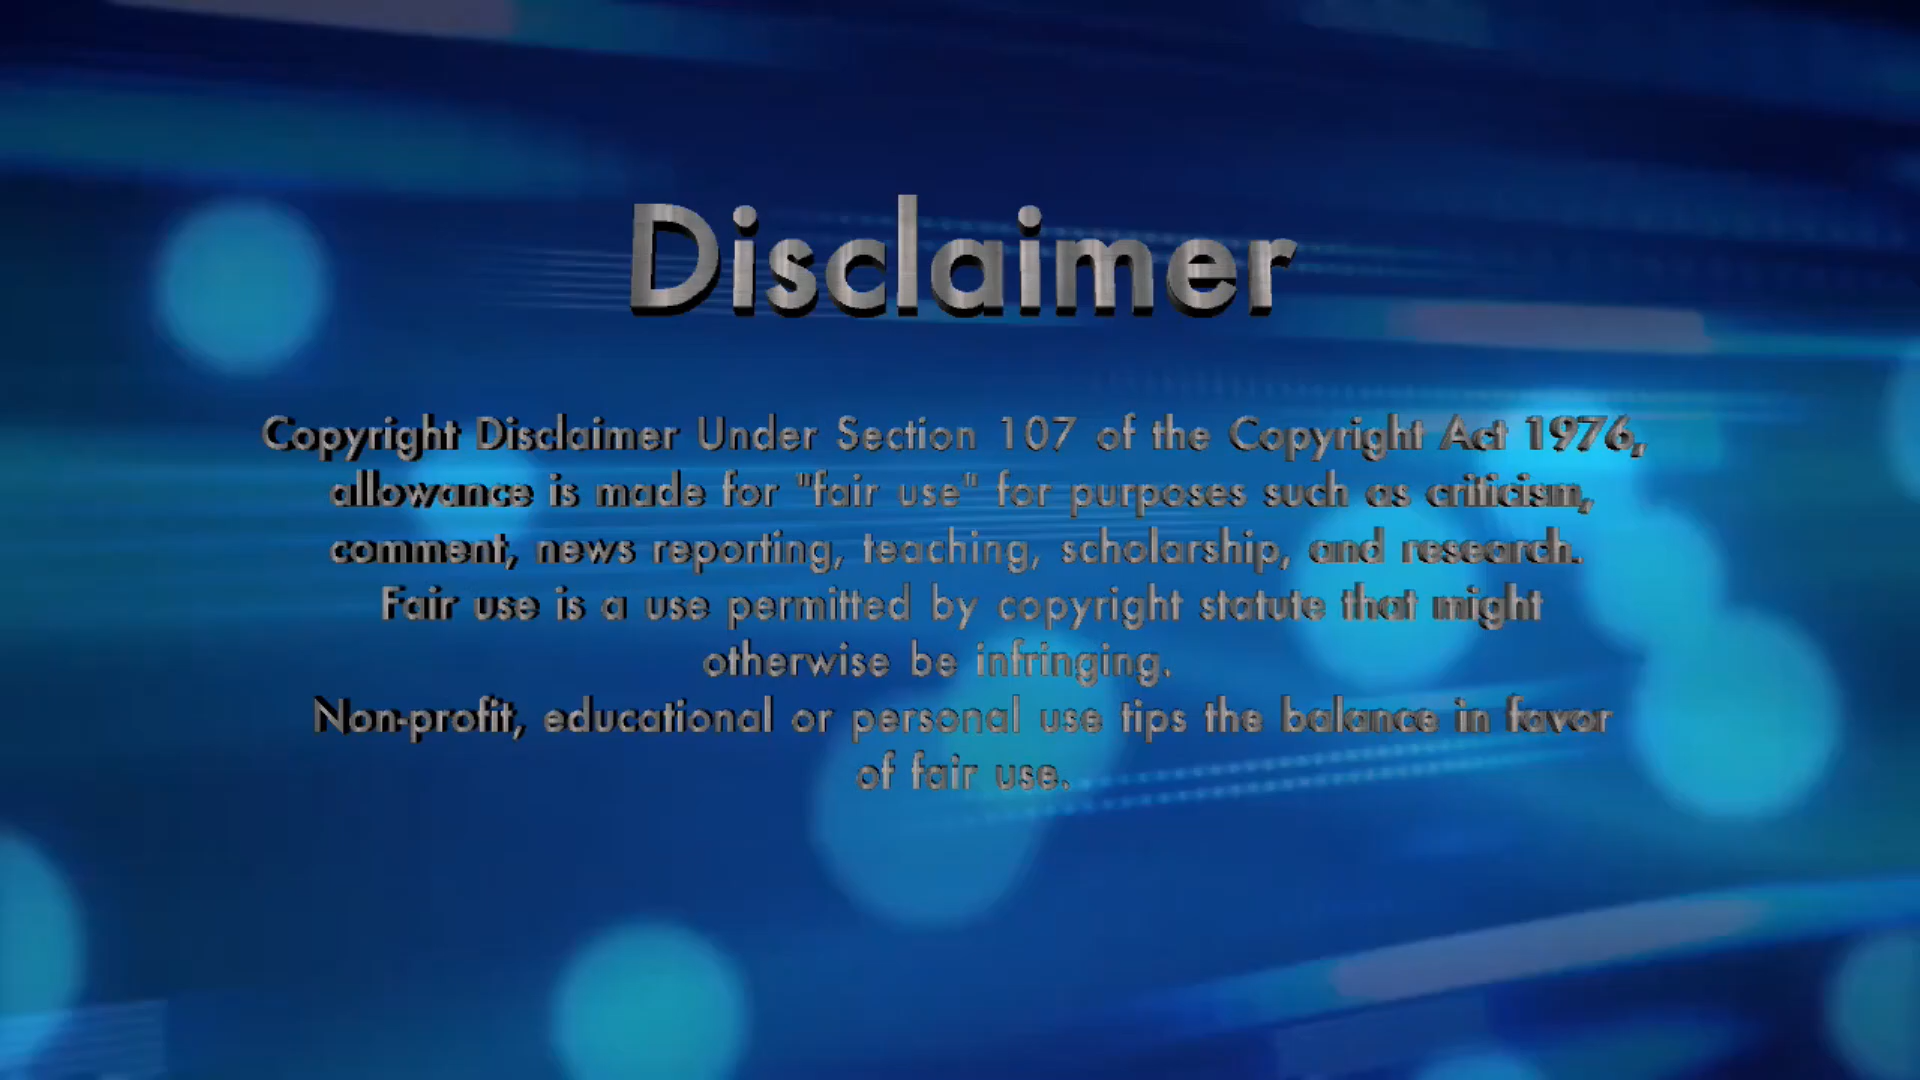 Disclaimer
Copyright Disclaimer Under Section 107 of the Copyright Act 1976,
allowance is made for "fair use" for purposes such as criticism,
comment, news reporting, teaching, scholarship, and research.
Fair use is a use permitted by copyright statute that might
otherwise be infringing.
Non-profit, educational or personal use tips the balance in favor
of fair use.